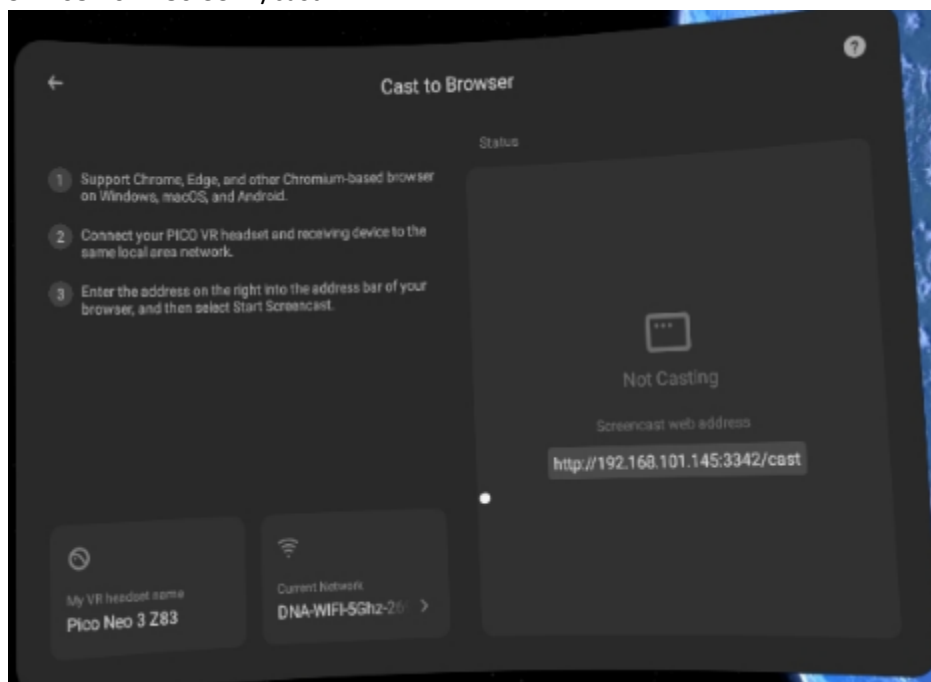 ?
Cast to Browser
Status
1 Support Chrome, Edge, and other Chromium-based browser
on Windows, macOS, and Android.
2 Connect your PICO VR headset and receiving device to the
same local area network.
3 Enter the address on the right into the address bar of your
browser, and then select Start Screencast.
Not Casting
Screencast web address
http://192.168.101.145:3342/cast
My VR headset name
Pico Neo 3 Z83
Current Network
DNA-WIFI-5Ghz-26